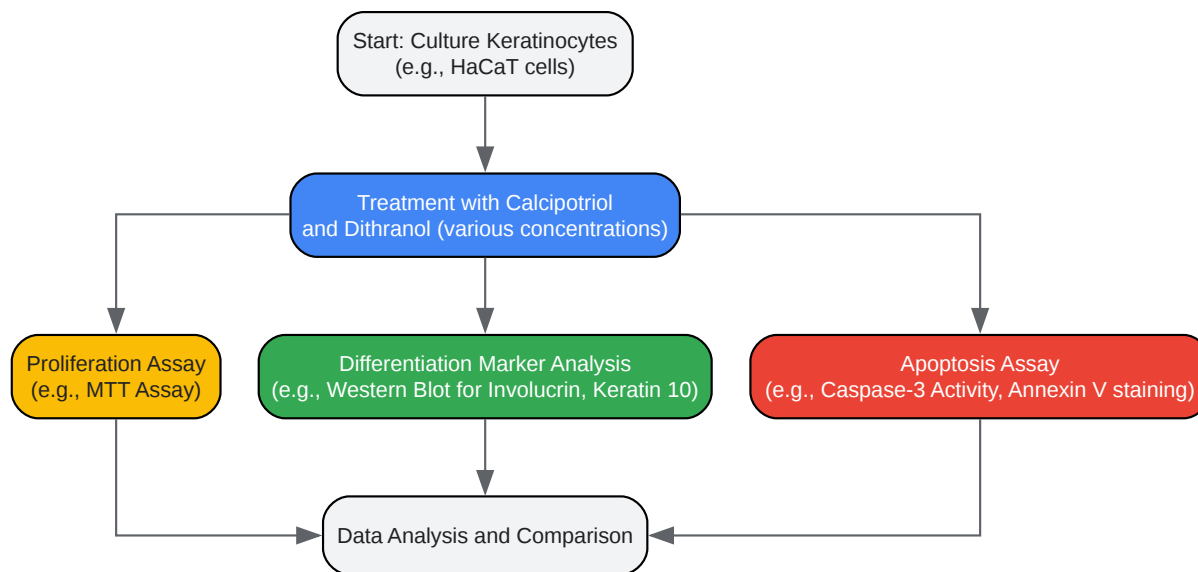 Start: Culture Keratinocytes
(e.g., HaCaT cells)
Treatment with Calcipotriol
and Dithranol (various concentrations)
Proliferation Assay
(e.g., MTT Assay)
Differentiation Marker Analysis
(e.g., Western Blot for Involucrin, Keratin 10)
Apoptosis Assay
(e.g., Caspase-3 Activity, Annexin V staining)
Data Analysis and Comparison